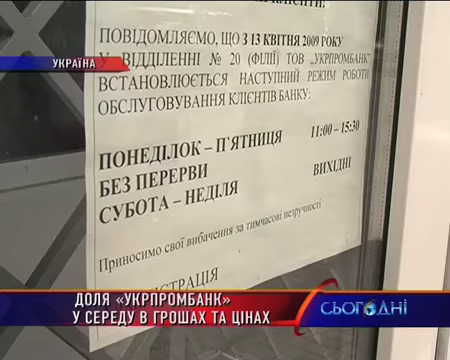 КЛІЄНТИ:
ПОВІДОМЛЯЄМО, ЩО З 13 КВІТНЯ 2009 РОКУ
У ВІДДІЛЕННІ № 20 (ФІЛІЇ) ТОВ „УКРПРОМБАНК"
ВСТАНОВЛЮЄТЬСЯ НАСТУПНИЙ РЕЖИМ РОБОТИ
ОБСЛУГОВУВАННЯ КЛІЄНТІВ БАНКУ:
ПОНЕДІЛОК – П'ЯТНИЦЯ 11:00 – 15:30
БЕЗ ПЕРЕРВИ
СУБОТА – НЕДІЛЯ ВИХІДНІ
Приносимо свої вибачення за тимчасові незручності
УКРАЇНА
ДОЛЯ «УКРПРОМБАНК»
У СЕРЕДУ В ГРОШАХ ТА ЦІНАХ
СЬОГОДНІ